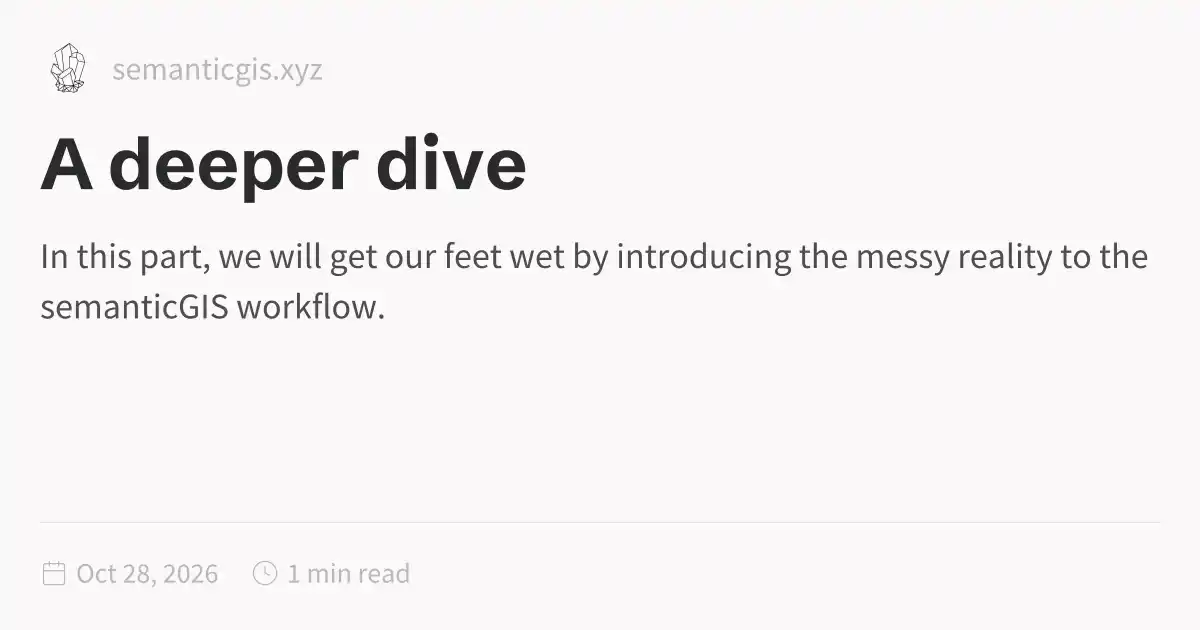 semanticgis.xyz
A deeper dive
In this part, we will get our feet wet by introducing the messy reality to the
semanticGIS workflow.
Oct 28, 2026
1 min read